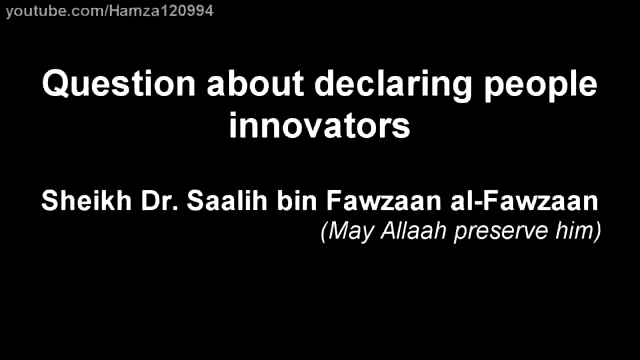 youtube.com/Hamza120994
Question about declaring people
innovators
Sheikh Dr. Saalih bin Fawzaan al-Fawzaan
(May Allaah preserve him)